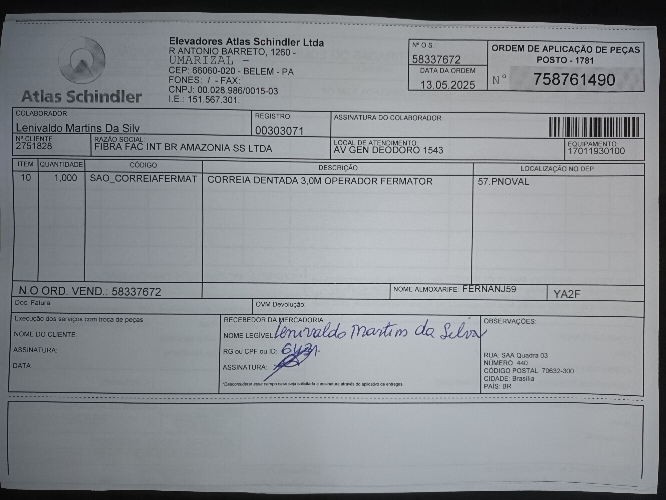 Atlas Schindler
Elevadores Atlas Schindler Ltda
R ANTONIO BARRETO, 1260 -
UMARIZAL -
CEP: 66060-020 - BELEM - PA
FONES: / - FAX:
CNPJ: 00.028.986/0015-03
I.E.: 151.567.301
Nº O.S.
58337672
DATA DA ORDEM
13.05.2025
ORDEM DE APLICAÇÃO DE PEÇAS
POSTO - 1781
Nº 758761490
COLABORADOR
Lenivaldo Martins Da Silv
REGISTRO
00303071
ASSINATURA DO COLABORADOR:
Nº CLIENTE
2751828
RAZÃO SOCIAL
FIBRA FAC INT BR AMAZONIA SS LTDA
LOCAL DE ATENDIMENTO:
AV GEN DEODORO 1543
EQUIPAMENTO:
17011930100
ITEM QUANTIDADE CÓDIGO DESCRIÇÃO LOCALIZAÇÃO NO DEP
10 1,000 SAO_CORREIAFERMAT CORREIA DENTADA 3,0M OPERADOR FERMATOR 57.PNOVAL
N.O ORD. VEND.: 58337672
NOME ALMOXARIFE: FERNANJ59
YA2F
Doc. Fatura
CVM Devolução:
Execução dos serviços com troca de peças
NOME DO CLIENTE:
ASSINATURA:
DATA:
RECEBEDOR DA MERCADORIA
NOME LEGÍVEL: Lenivaldo Martins da Silva
RG ou CPF ou ID:
ASSINATURA:
OBSERVAÇÕES:
RUA: SAA Quadra 03
NÚMERO: 440
CÓDIGO POSTAL: 70632-300
CIDADE: Brasília
PAÍS: BR